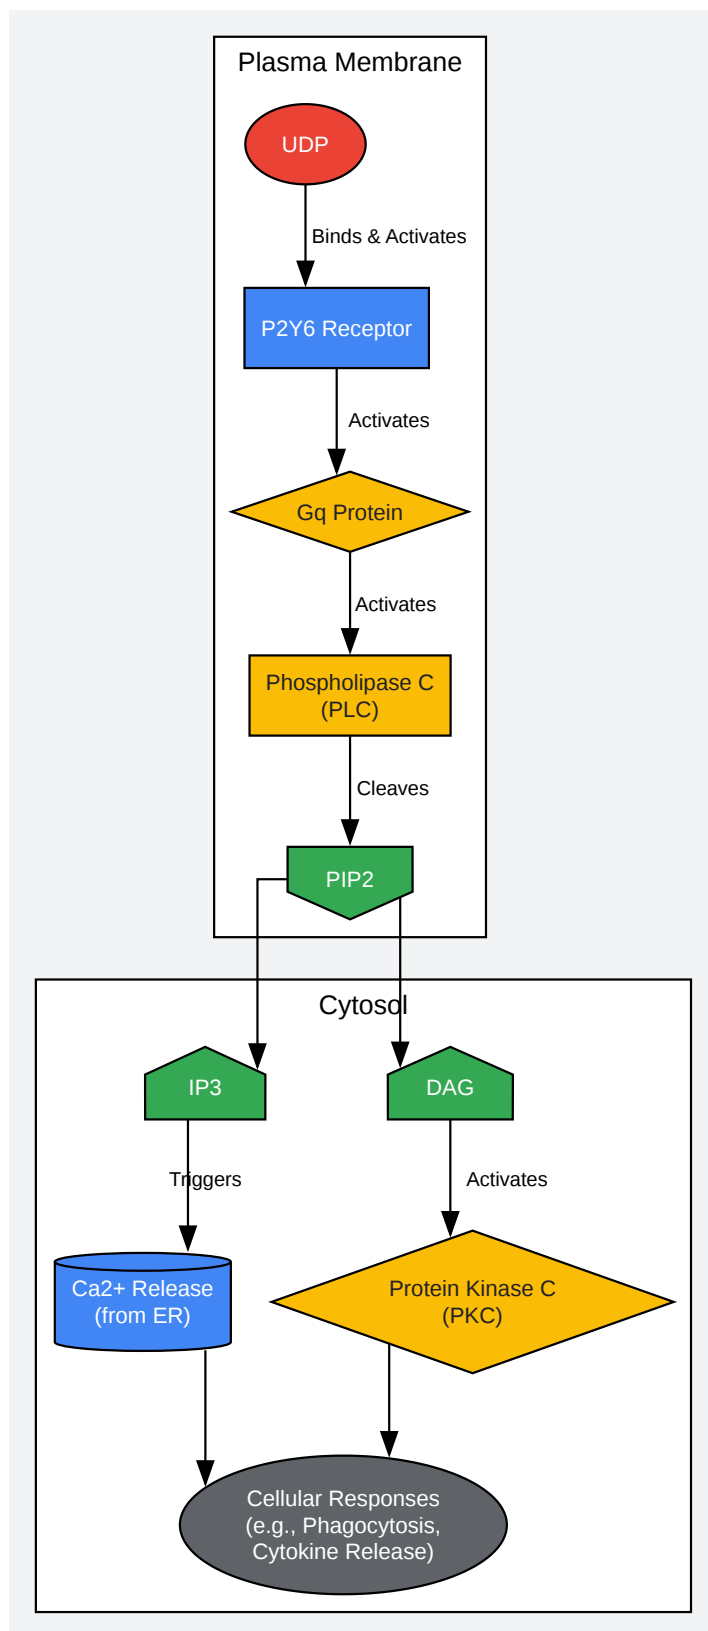 Plasma Membrane
UDP
Binds & Activates
P2Y6 Receptor
Activates
Gq Protein
Activates
Phospholipase C
(PLC)
Cleaves
PIP2
Cytosol
IP3
DAG
Triggers
Activates
Ca2+ Release
(from ER)
Protein Kinase C
(PKC)
Cellular Responses
(e.g., Phagocytosis,
Cytokine Release)